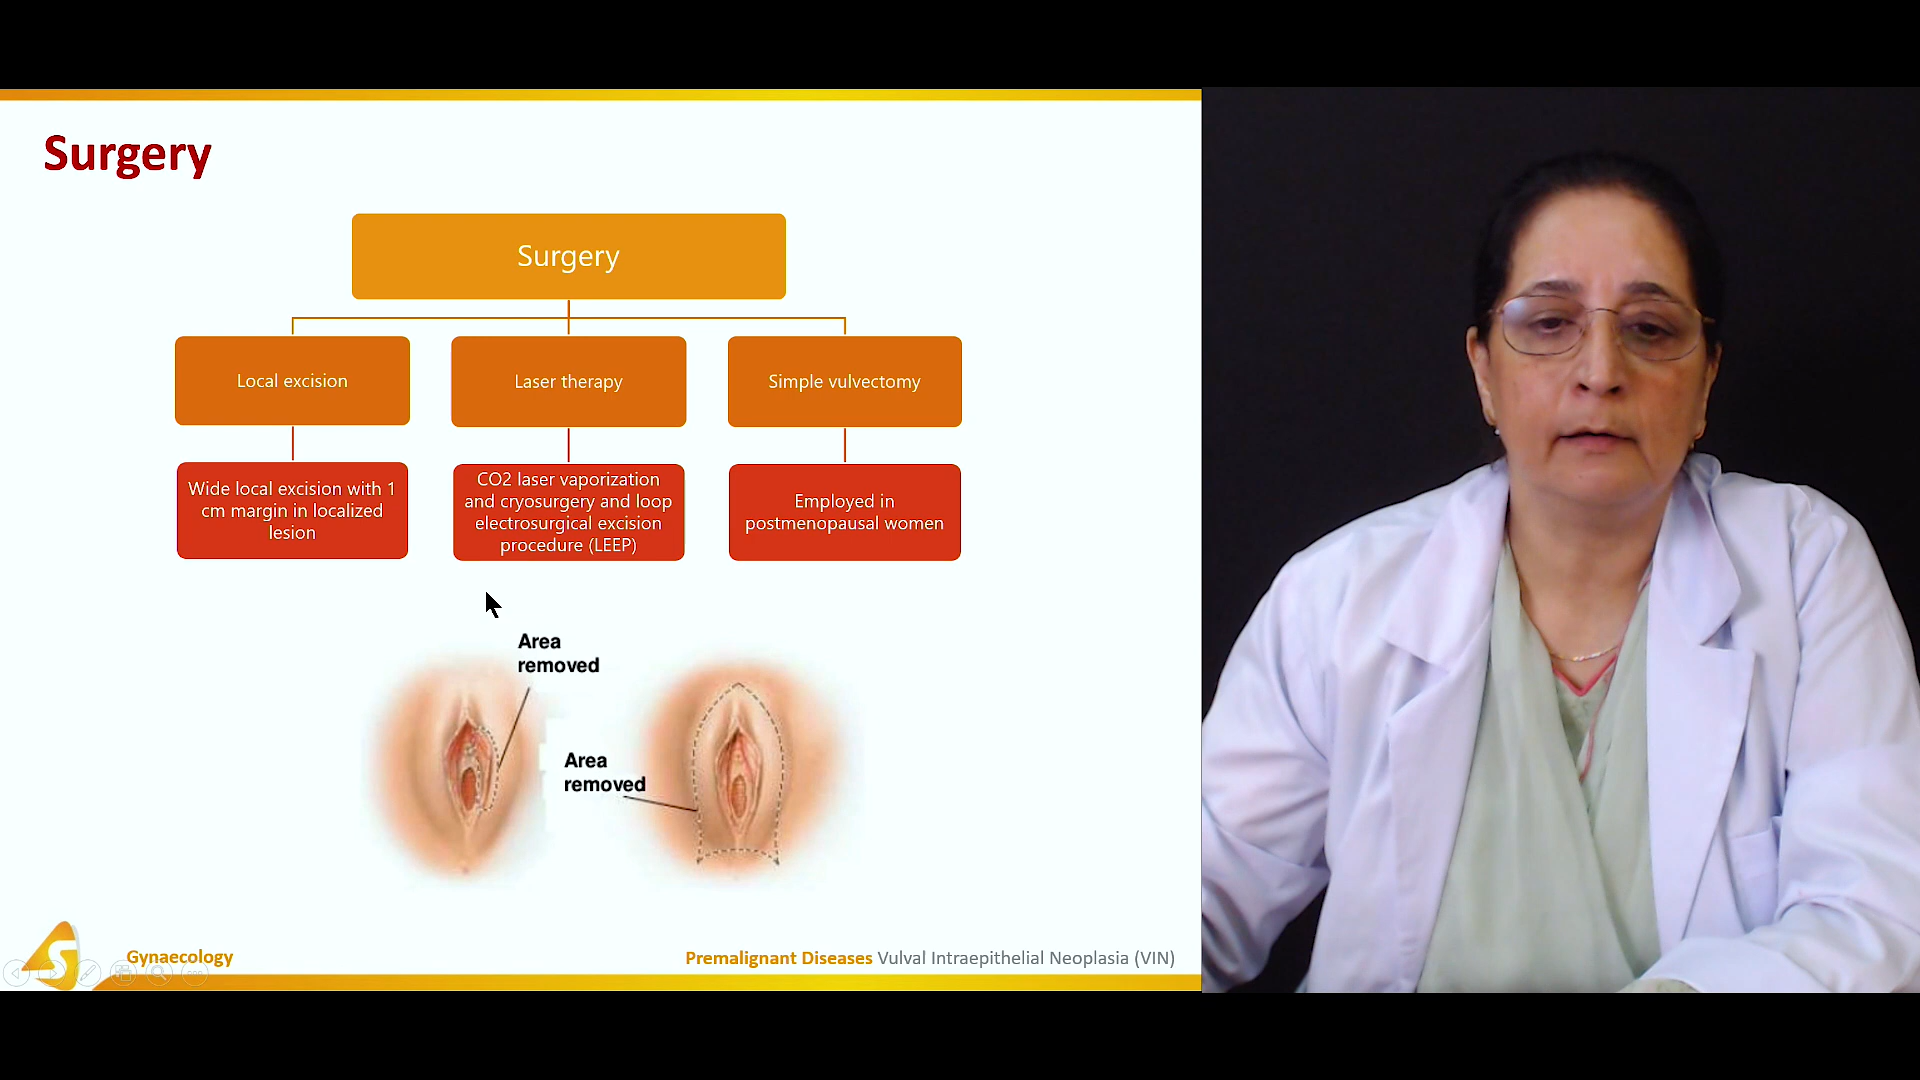 Surgery
Surgery
Local excision
Laser therapy
Simple vulvectomy
Wide local excision with 1
cm margin in localized
lesion
CO2 laser vaporization
and cryosurgery and loop
electrosurgical excision
procedure (LEEP)
Employed in
postmenopausal women
Area
removed
Area
removed
S
Gynaecology
Premalignant Diseases Vulval Intraepithelial Neoplasia (VIN)